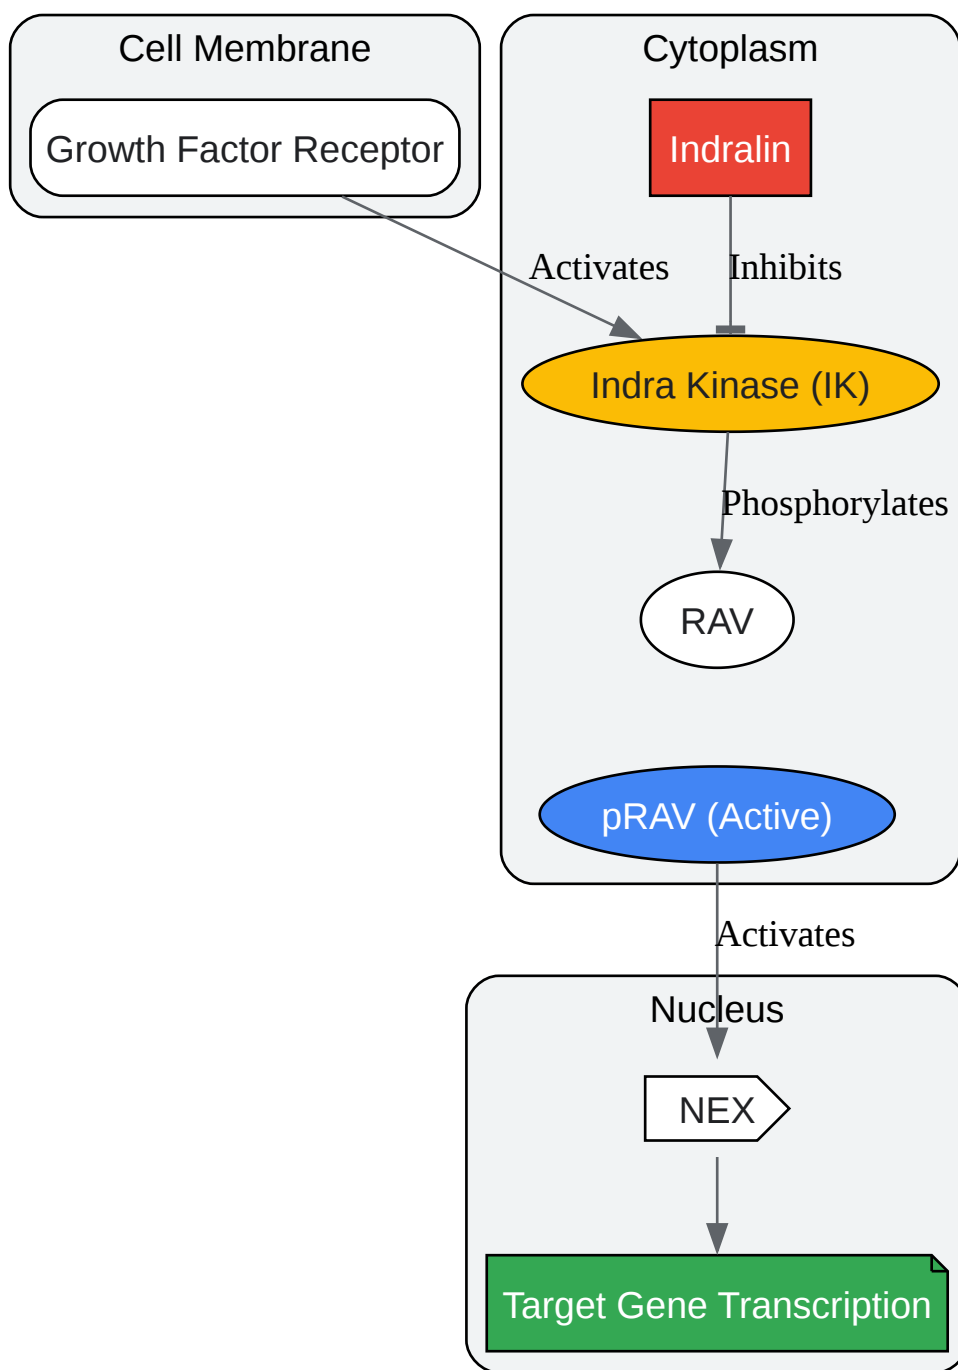 Cell Membrane
Growth Factor Receptor
Cytoplasm
Indralin
Activates
Inhibits
Indra Kinase (IK)
Phosphorylates
RAV
pRAV (Active)
Activates
Nucleus
NEX
Target Gene Transcription